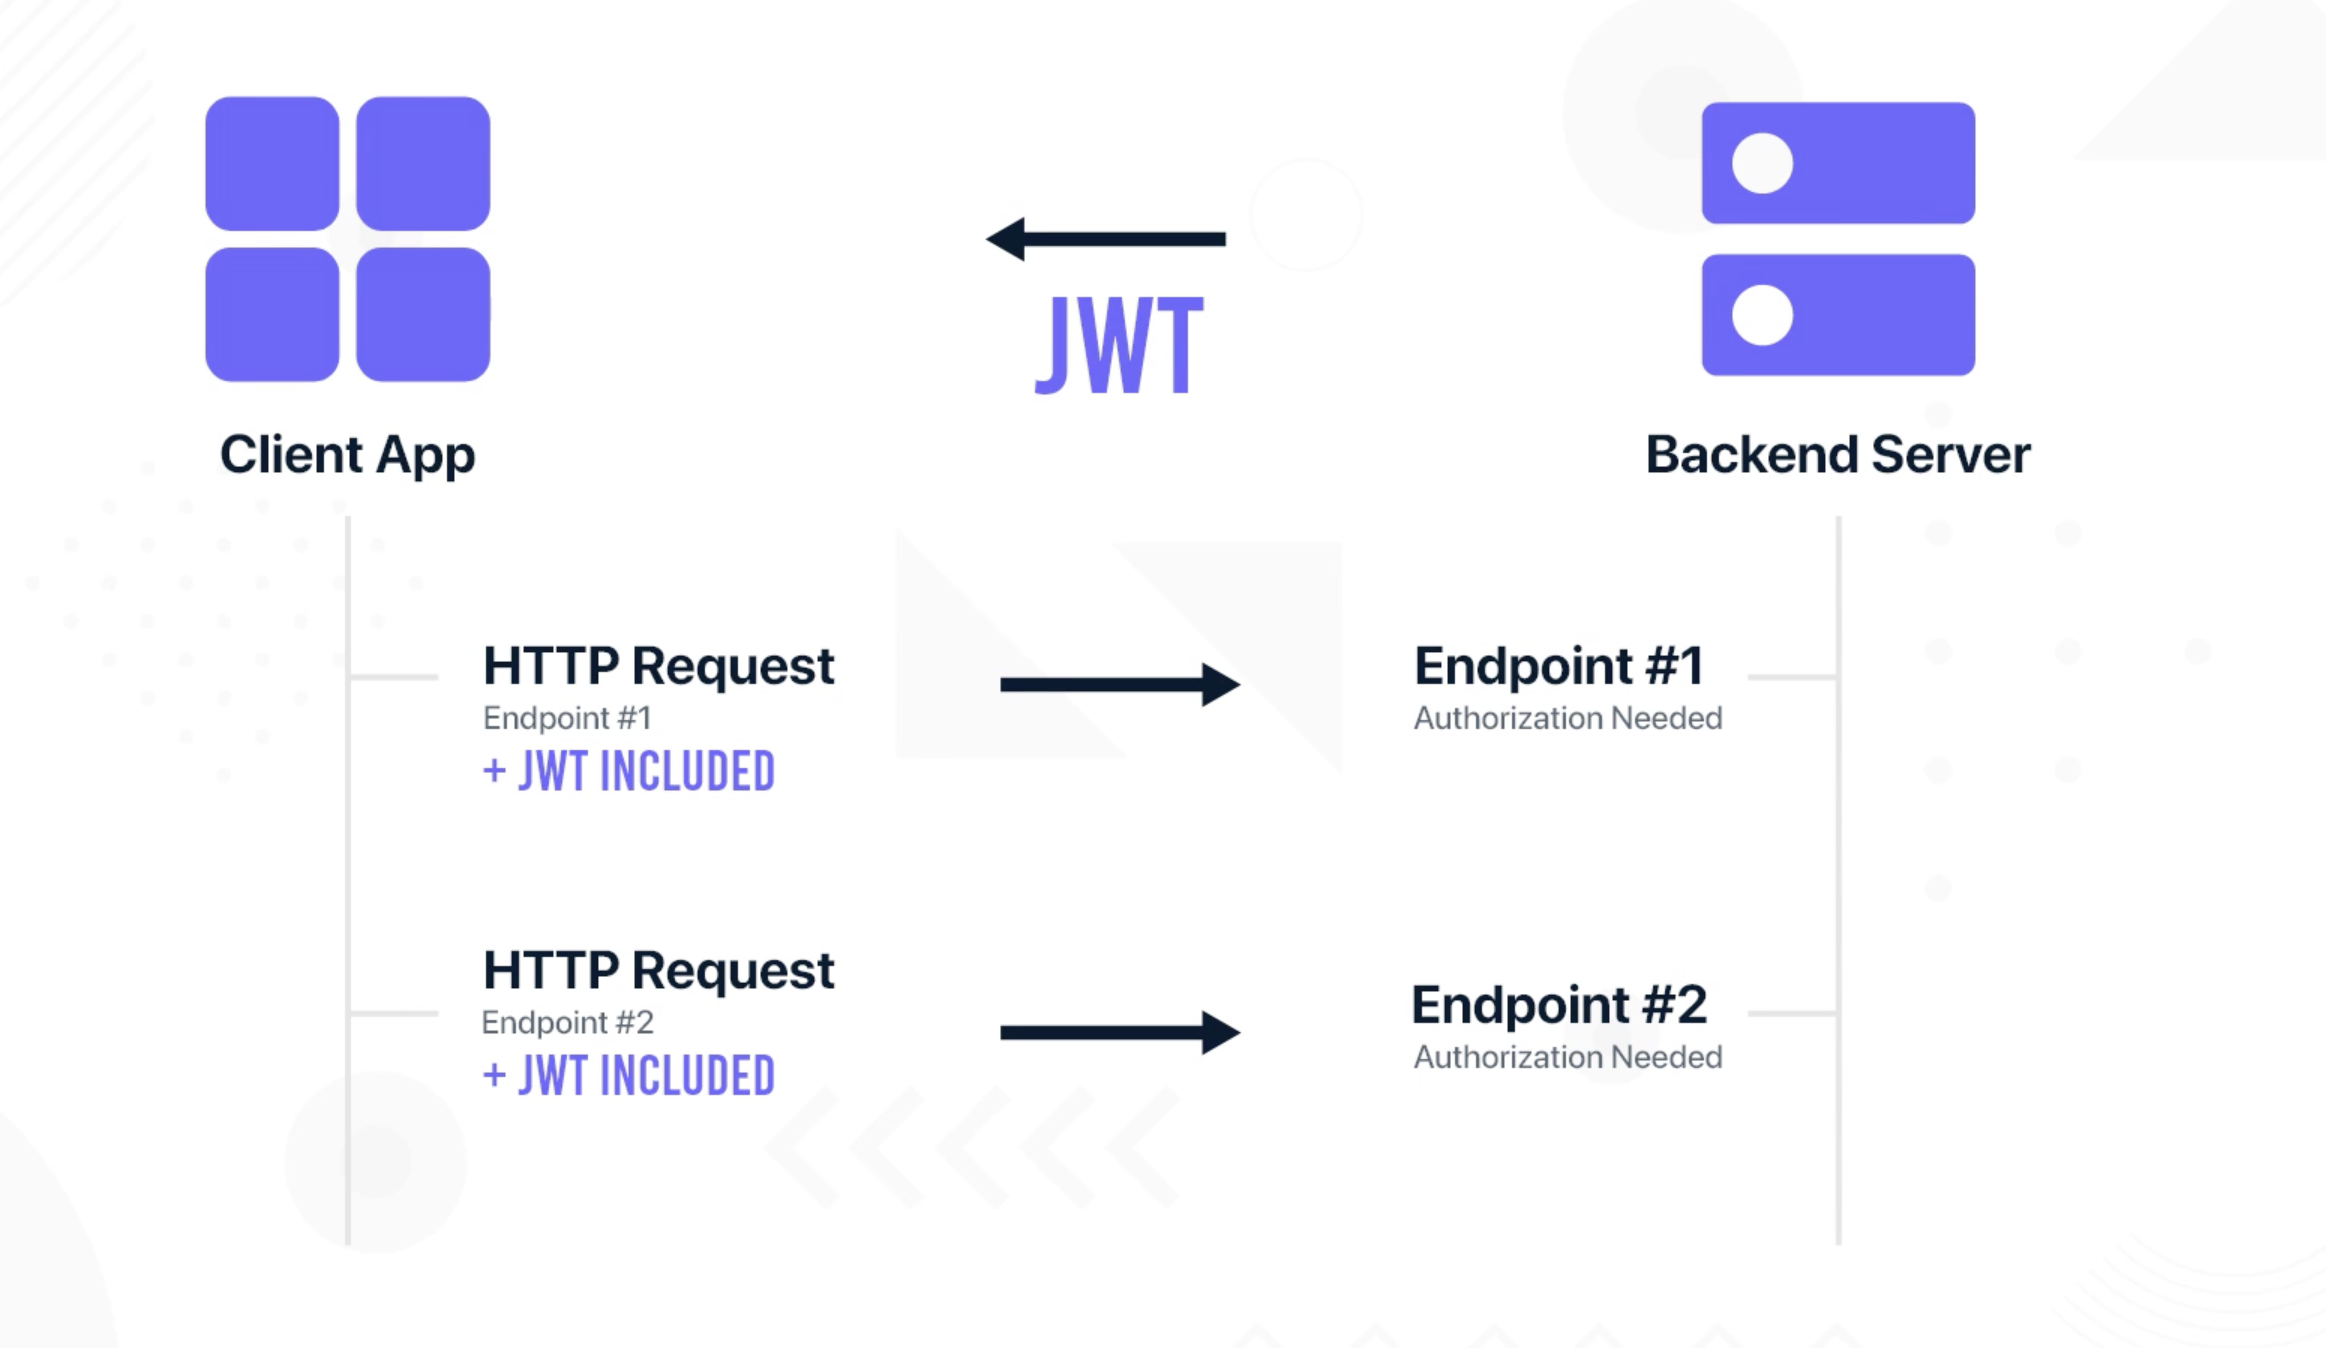 JWT
Client App
Backend Server
HTTP Request
Endpoint #1
+ JWT INCLUDED
Endpoint #1
Authorization Needed
HTTP Request
Endpoint #2
+ JWT INCLUDED
Endpoint #2
Authorization Needed